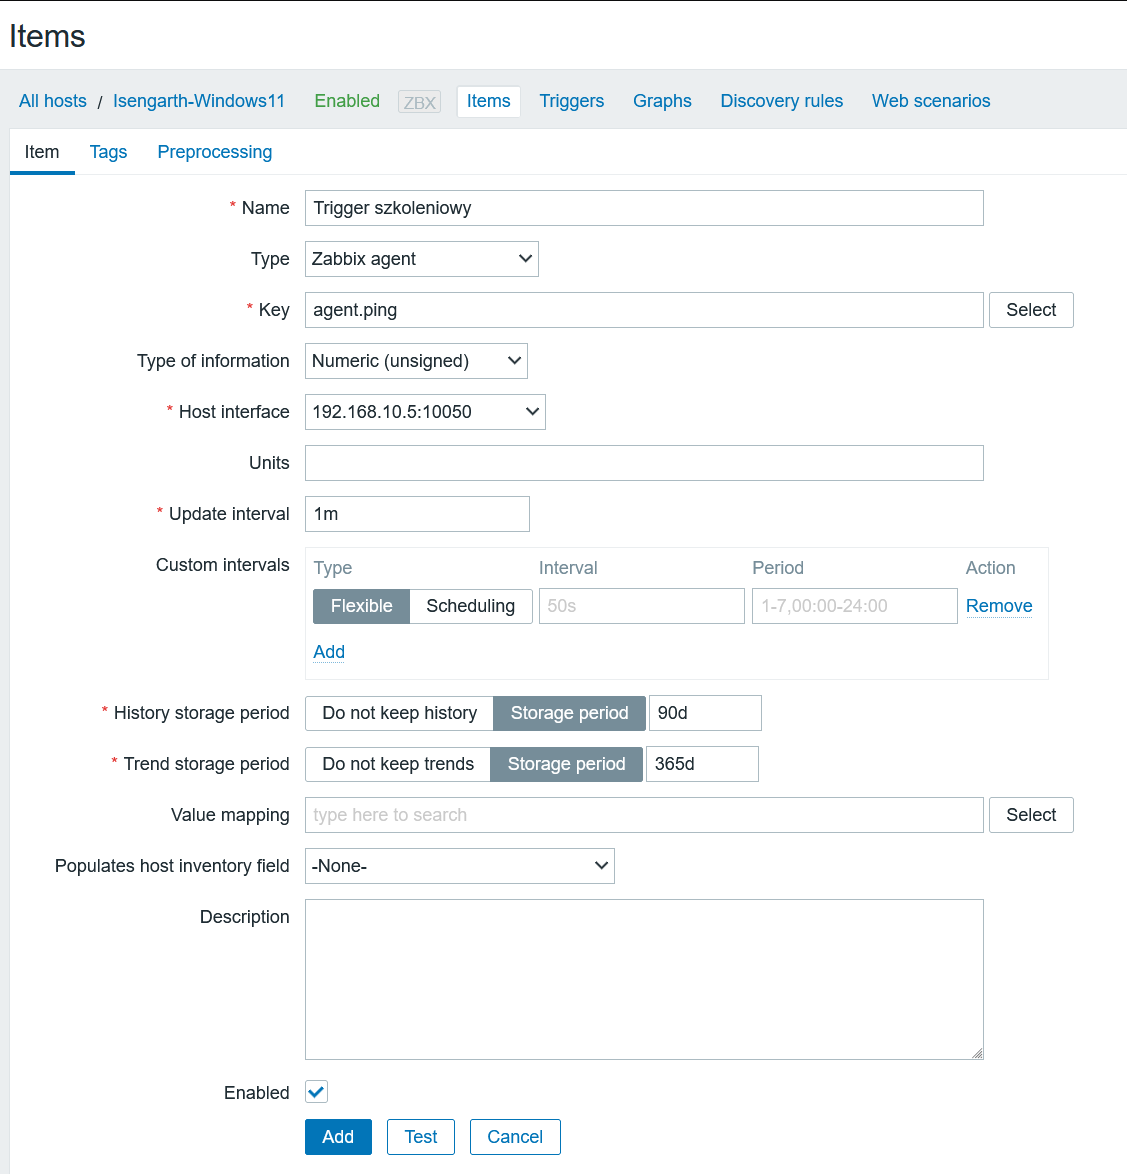 Items
All hosts / Isengarth-Windows11 Enabled ZBX Items Triggers Graphs Discovery rules Web scenarios
Item Tags Preprocessing
* Name Trigger szkoleniowy
Type Zabbix agent
* Key agent.ping Select
Type of information Numeric (unsigned)
* Host interface 192.168.10.5:10050
Units
* Update interval 1m
Custom intervals Type Interval Period Action
Flexible Scheduling 50s 1-7,00:00-24:00 Remove
Add
* History storage period Do not keep history Storage period 90d
* Trend storage period Do not keep trends Storage period 365d
Value mapping type here to search Select
Populates host inventory field -None-
Description
Enabled
Add Test Cancel